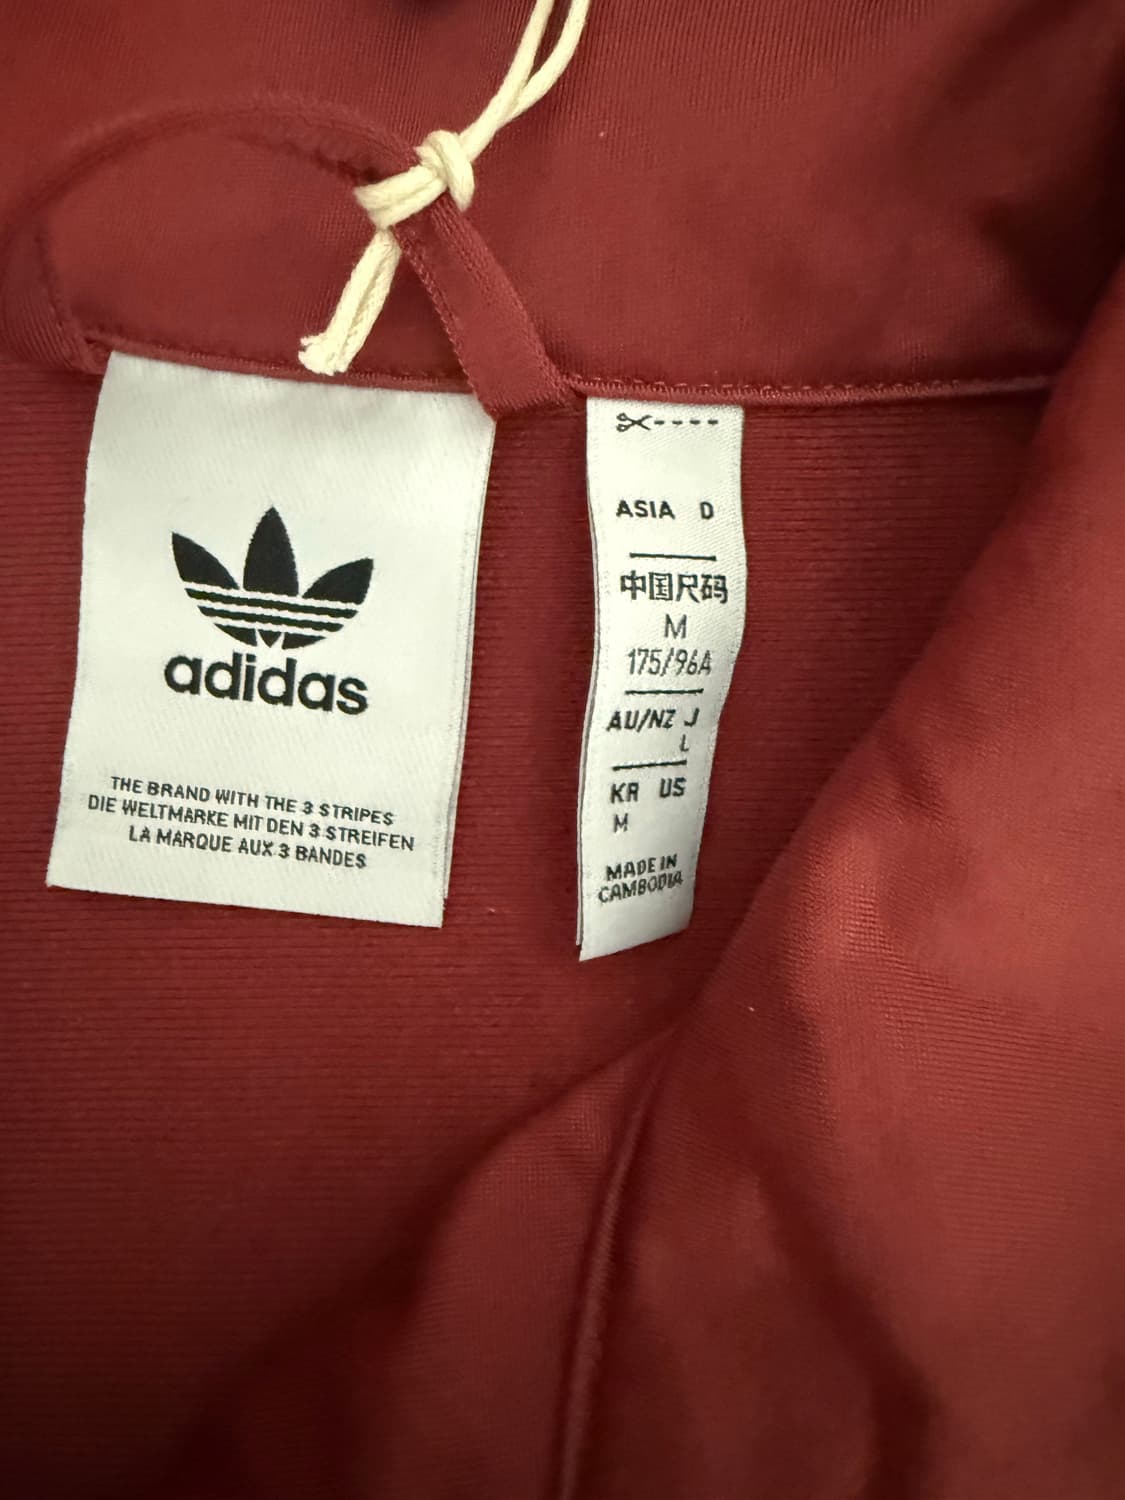 adidas
THE BRAND WITH THE 3 STRIPES
DIE WELTMARKE MIT DEN 3 STREIFEN
LA MARQUE AUX 3 BANDES
ASIA D
中国尺码
M
175/96A
AU/NZ J
L
KR US
M
MADE IN
CAMBODIA